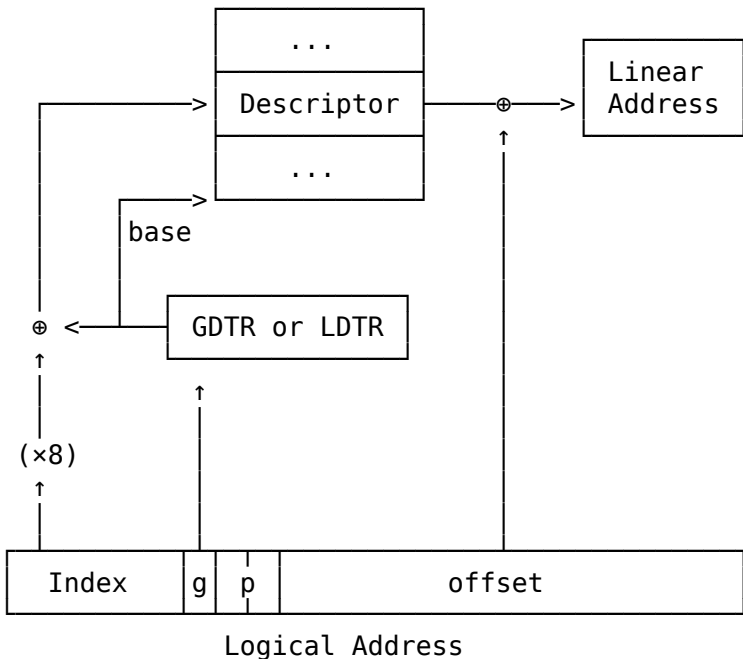 ...
Linear
Address
Descriptor
⊕
...
base
⊕
GDTR or LDTR
(×8)
Index
g
p
offset
Logical Address